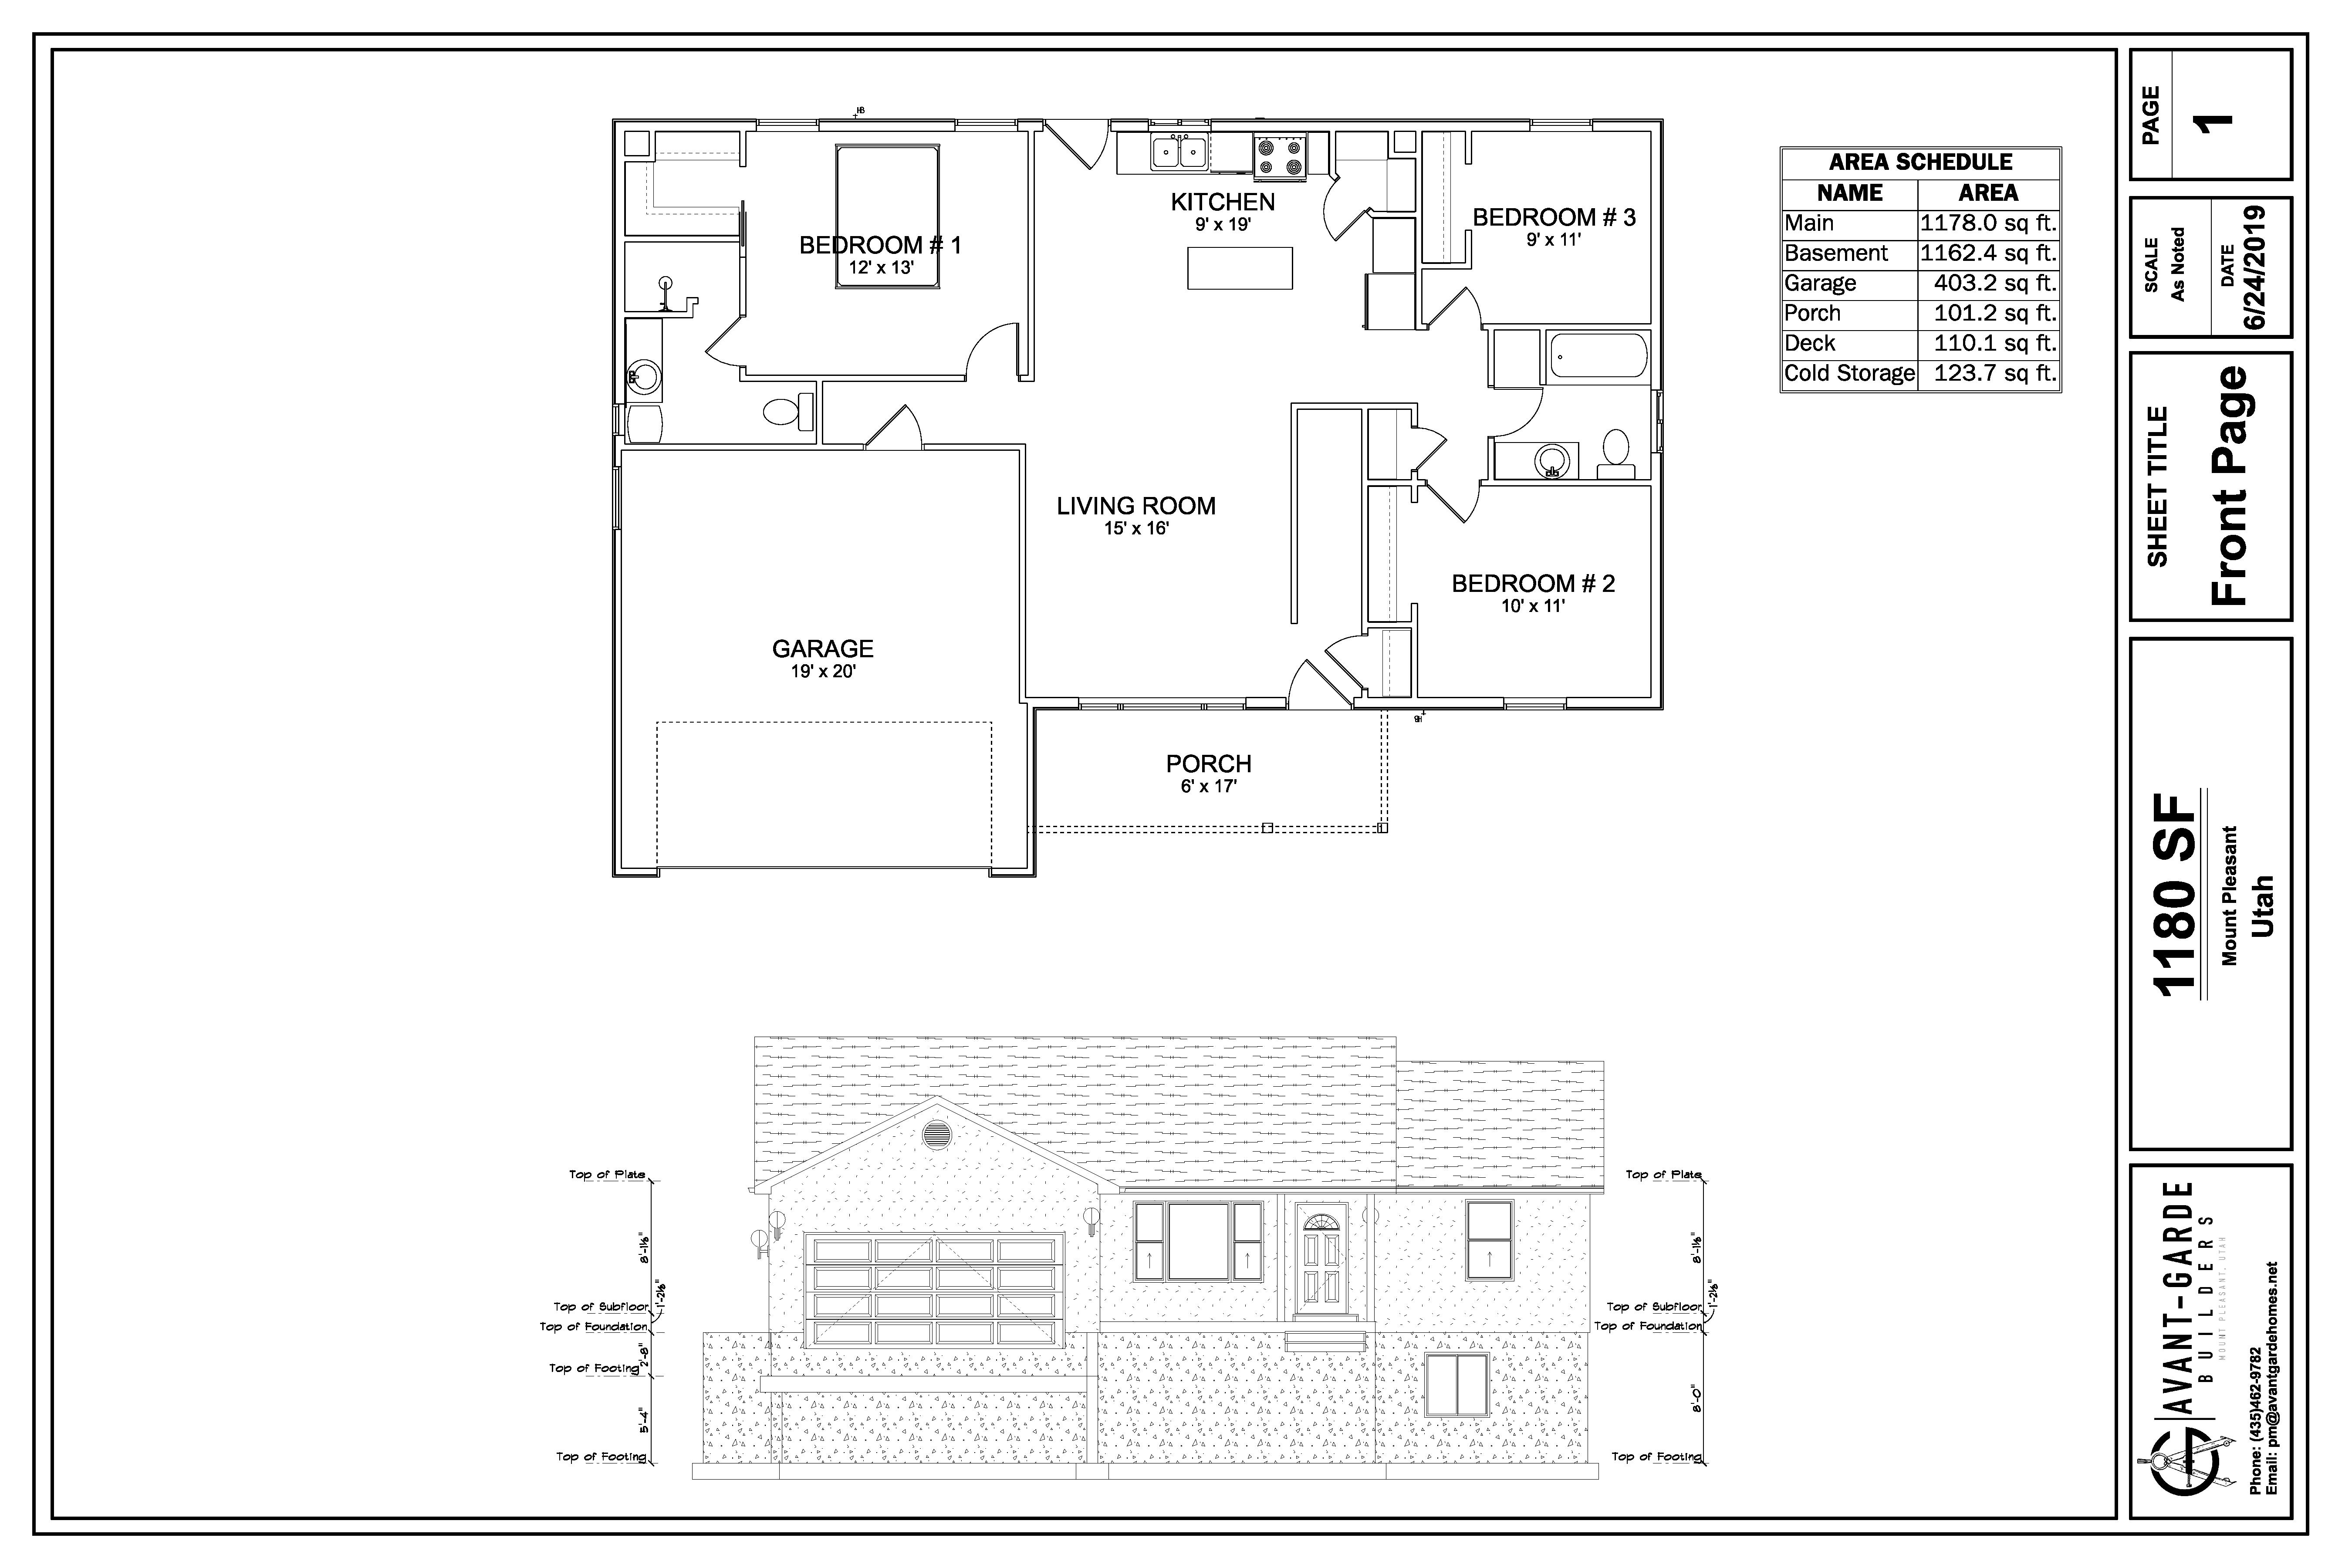 HB
BEDROOM # 1
12' x 13'
KITCHEN
9' x 19'
BEDROOM # 3
9' x 11'
LIVING ROOM
15' x 16'
BEDROOM # 2
10' x 11'
GARAGE
19' x 20'
HB
PORCH
6' x 17'
AREA SCHEDULE
NAME AREA
Main 1178.0 sq ft.
Basement 1162.4 sq ft.
Garage 403.2 sq ft.
Porch 101.2 sq ft.
Deck 110.1 sq ft.
Cold Storage 123.7 sq ft.
Top of Plate
8'-1⅛"
Top of Subfloor
1'-2⅛"
Top of Foundation
2'-8"
Top of Footing
5'-4"
Top of Footing
Top of Plate
8'-1⅛"
Top of Subfloor
1'-2⅛"
Top of Foundation
8'-0"
Top of Footing
PAGE
1
SCALE
As Noted
DATE
6/24/2019
SHEET TITLE
Front Page
1180 SF
Mount Pleasant
Utah
AVANT-GARDE
BUILDERS
MOUNT PLEASANT, UTAH
Phone: (435)462-9782
Email: pm@avantgardehomes.net